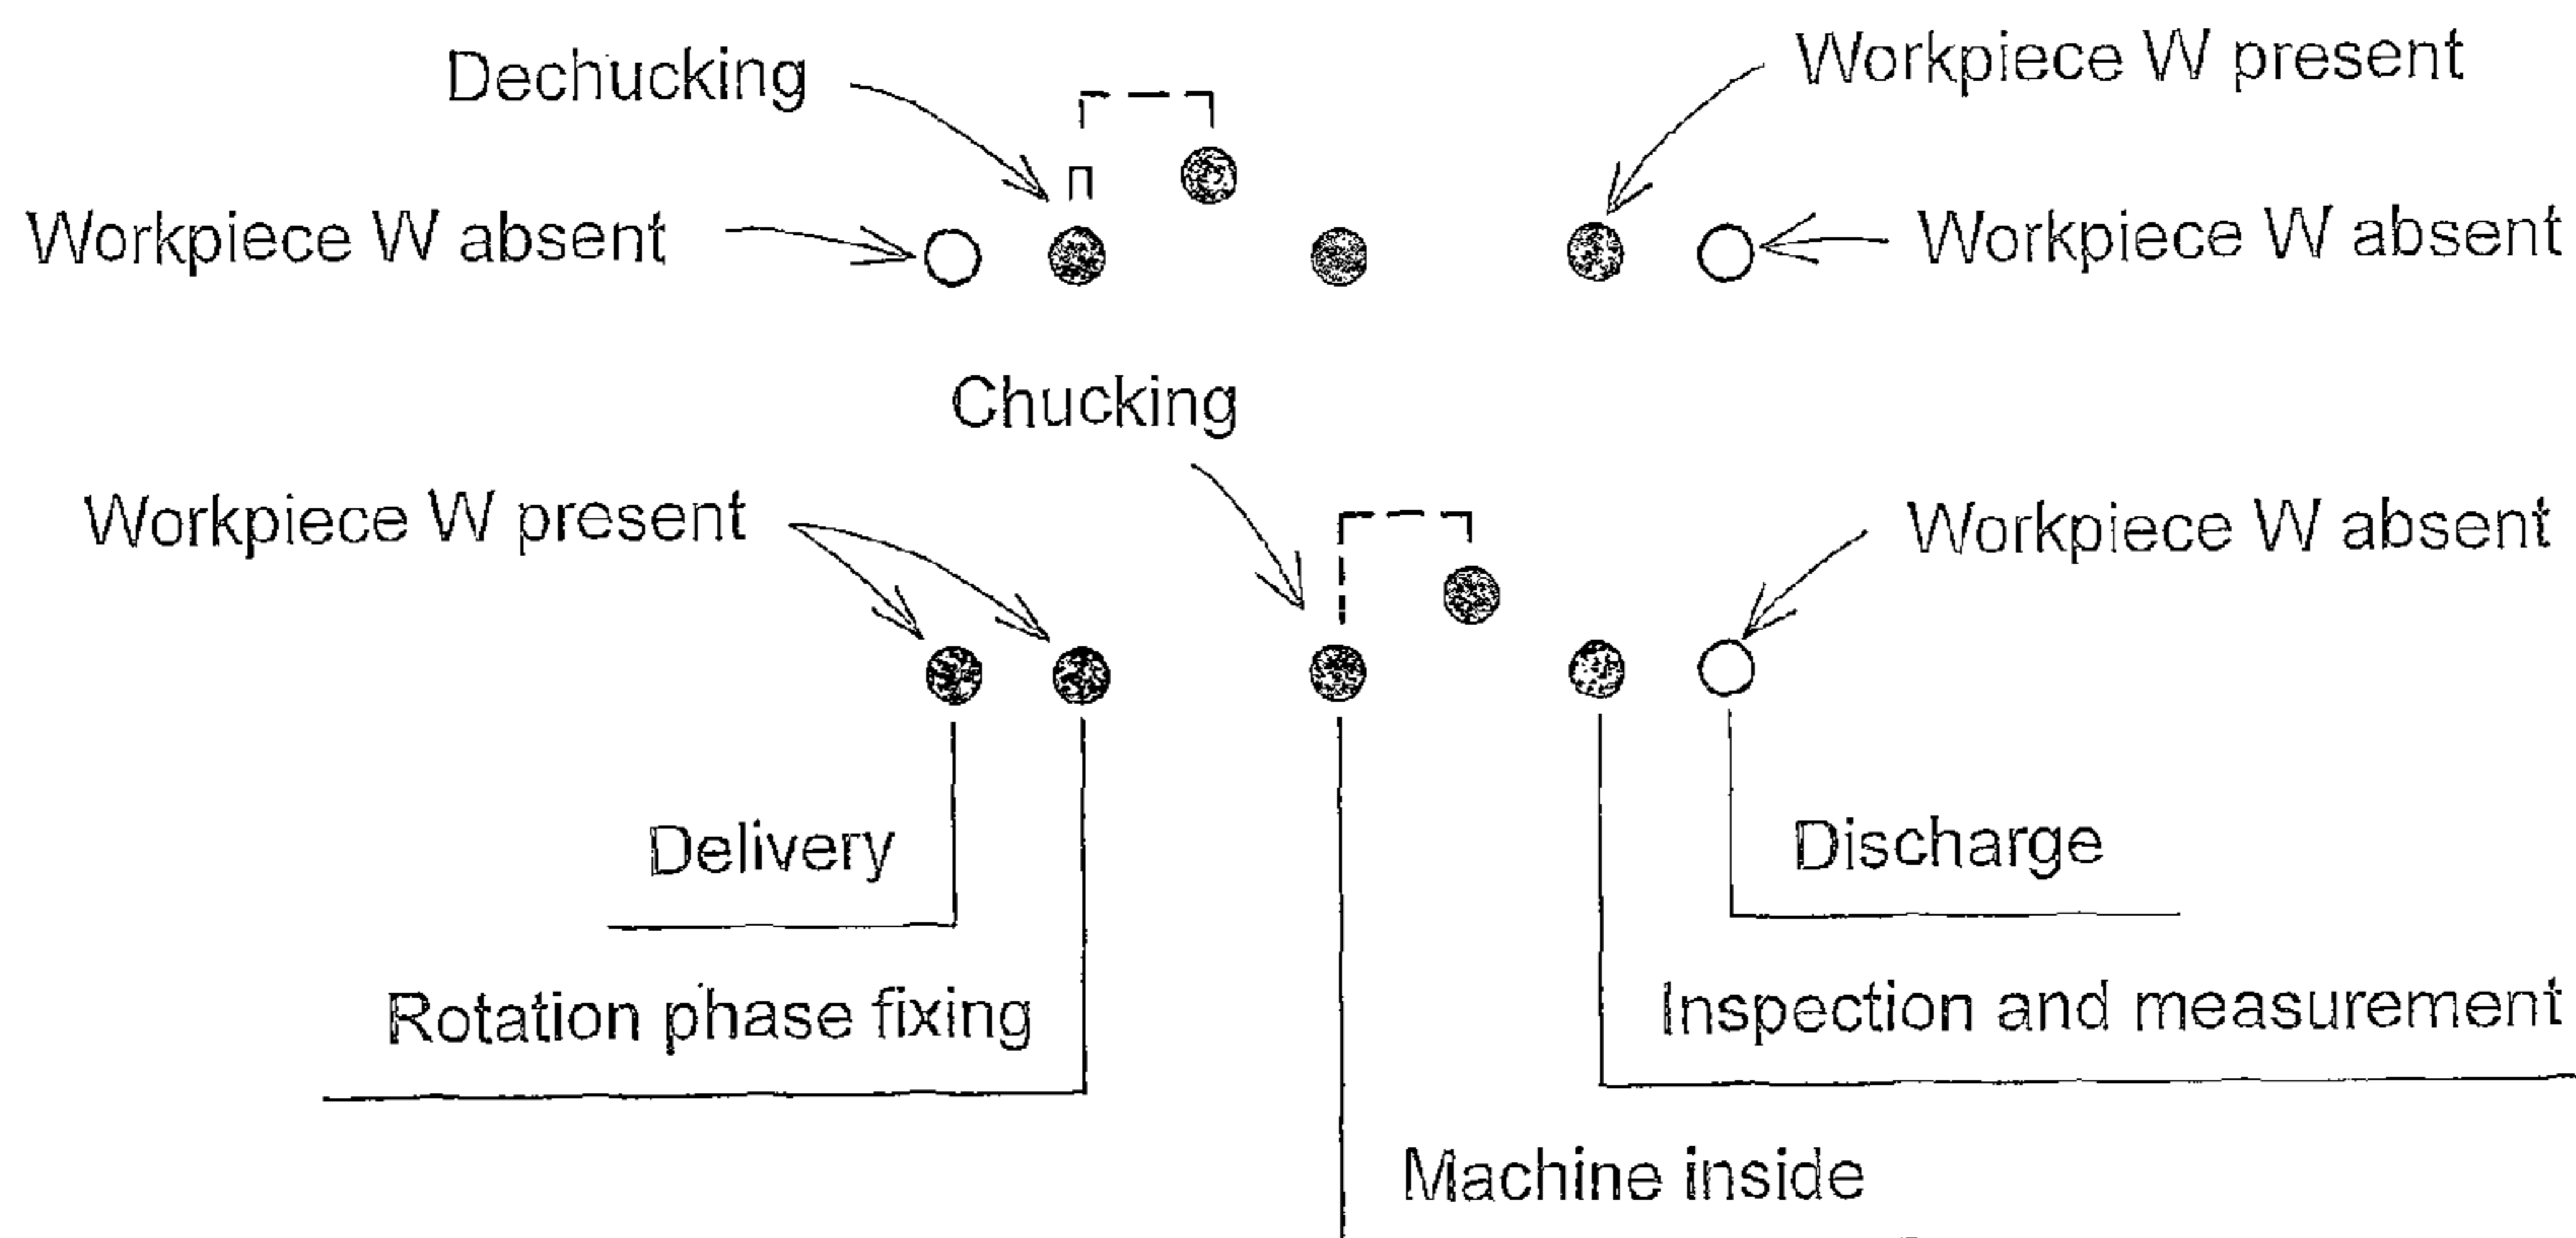 Dechucking
Workpiece W present
Workpiece W absent
Workpiece W absent
Chucking
Workpiece W present
Workpiece W absent
Delivery
Discharge
Rotation phase fixing
Inspection and measurement
Machine inside